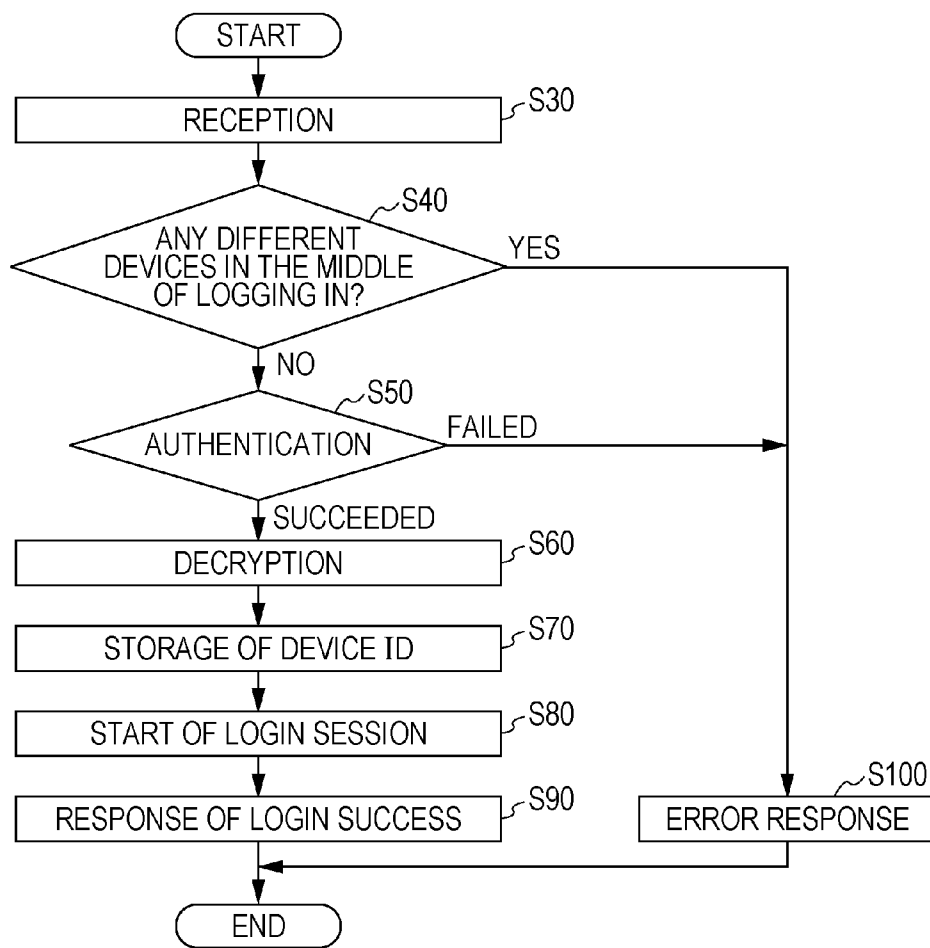 START
S30
RECEPTION
S40
ANY DIFFERENT
DEVICES IN THE MIDDLE
OF LOGGING IN?
YES
NO
S50
AUTHENTICATION
FAILED
SUCCEEDED
S60
DECRYPTION
S70
STORAGE OF DEVICE ID
S80
START OF LOGIN SESSION
S90
RESPONSE OF LOGIN SUCCESS
S100
ERROR RESPONSE
END